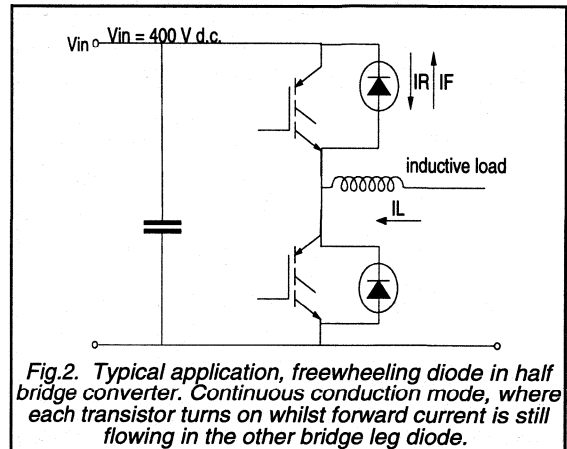 Vin Vin = 400 V d.c.
IR IF
inductive load
IL
Fig.2. Typical application, freewheeling diode in half
bridge converter. Continuous conduction mode, where
each transistor turns on whilst forward current is still
flowing in the other bridge leg diode.